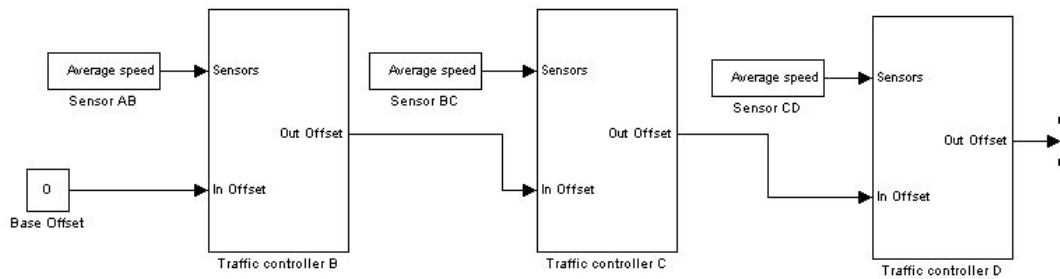 Average speed
Sensor AB
Sensors
Out Offset
0
Base Offset
In Offset
Traffic controller B
Average speed
Sensor BC
Sensors
Out Offset
In Offset
Traffic controller C
Average speed
Sensor CD
Sensors
Out Offset
In Offset
Traffic controller D